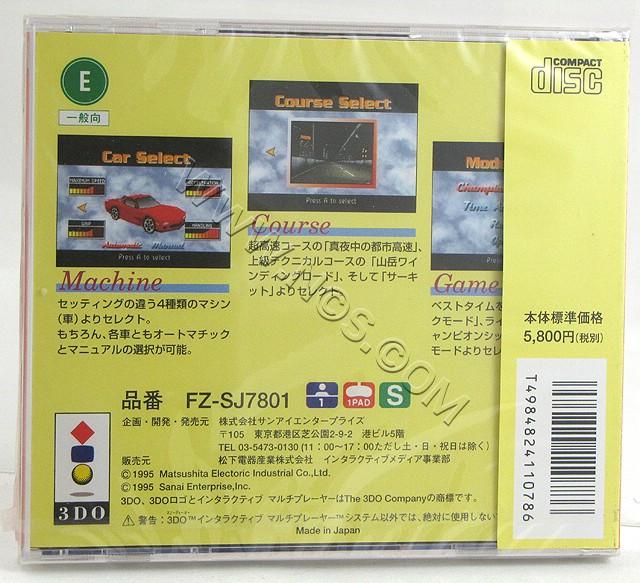 COMPACT
disc
E
一般向
Car Select
MAXIMUM SPEED
ACCELERATION
GRIP
HANDLING
Automatic Manual
Press A to select
Machine
セッティングの違う4種類のマシン
（車）よりセレクト。
もちろん、各車ともオートマチック
とマニュアルの選択が可能。
Course Select
Press A to select
Course
超高速コースの「真夜中の都市高速」、
上級テクニカルコースの「山岳ワイ
ンディングロード」、そして「サーキ
ット」よりセレクト。
Mode
Champio
Time A
Press
Game
ベストタイムを
クモード」、ライ
ャンピオンシッ
モードよりセレ
本体標準価格
5,800円(税別)
T4984824110786
品番 FZ-SJ7801
1
1PAD
S
企画・開発・発売元 株式会社サンアイエンタープライズ
〒105 東京都港区芝公園2-9-2 港ビル5階
TEL 03-5473-0130 (11：00〜17：00ただし土・日・祝日は除く)
販売元 松下電器産業株式会社 インタラクティブメディア事業部
©1995 Matsushita Electoric Industrial Co.,Ltd.
©1995 Sanai Enterprise,Inc.
3DO、3DOロゴとインタラクティブ マルチプレーヤーはThe 3DO Companyの商標です。
警告：3DO™インタラクティブ マルチプレーヤー™システム以外では、絶対に使用しない
Made in Japan
3DO